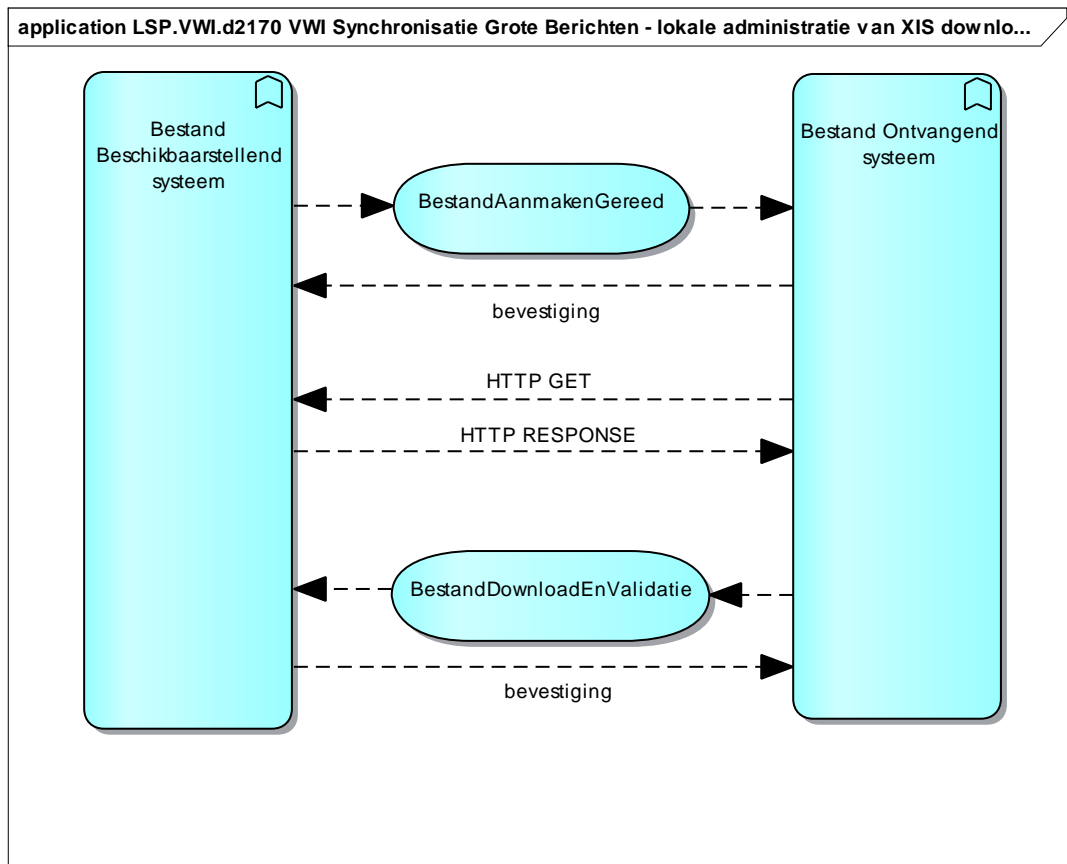 application LSP.VWI.d2170 VWI Synchronisatie Grote Berichten - lokale administratie van XIS downlo...
Bestand
Beschikbaarstellend
systeem
Bestand Ontvangend
systeem
BestandAanmakenGereed
bevestiging
HTTP GET
HTTP RESPONSE
BestandDownloadEnValidatie
bevestiging